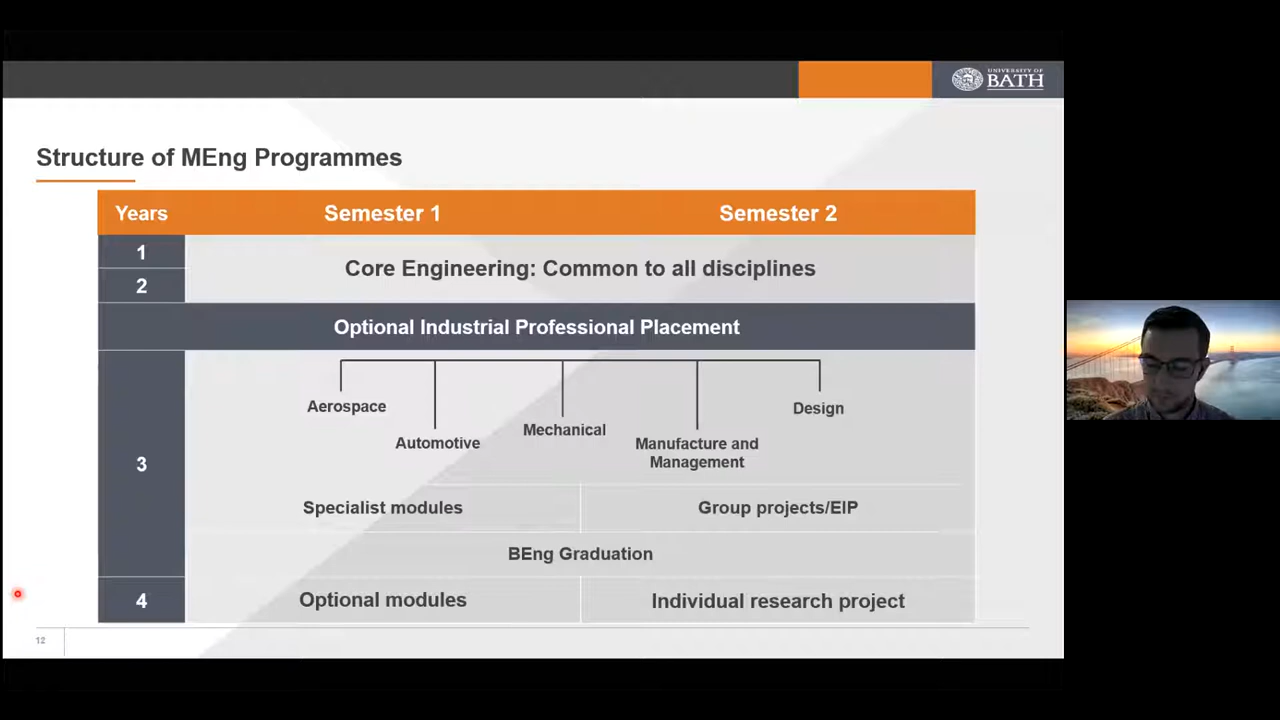 UNIVERSITY OF
BATH
Structure of MEng Programmes
Years Semester 1 Semester 2
1
Core Engineering: Common to all disciplines
2
Optional Industrial Professional Placement
Aerospace
Design
Mechanical
Automotive
Manufacture and
Management
3
Specialist modules Group projects/EIP
BEng Graduation
4 Optional modules Individual research project
12